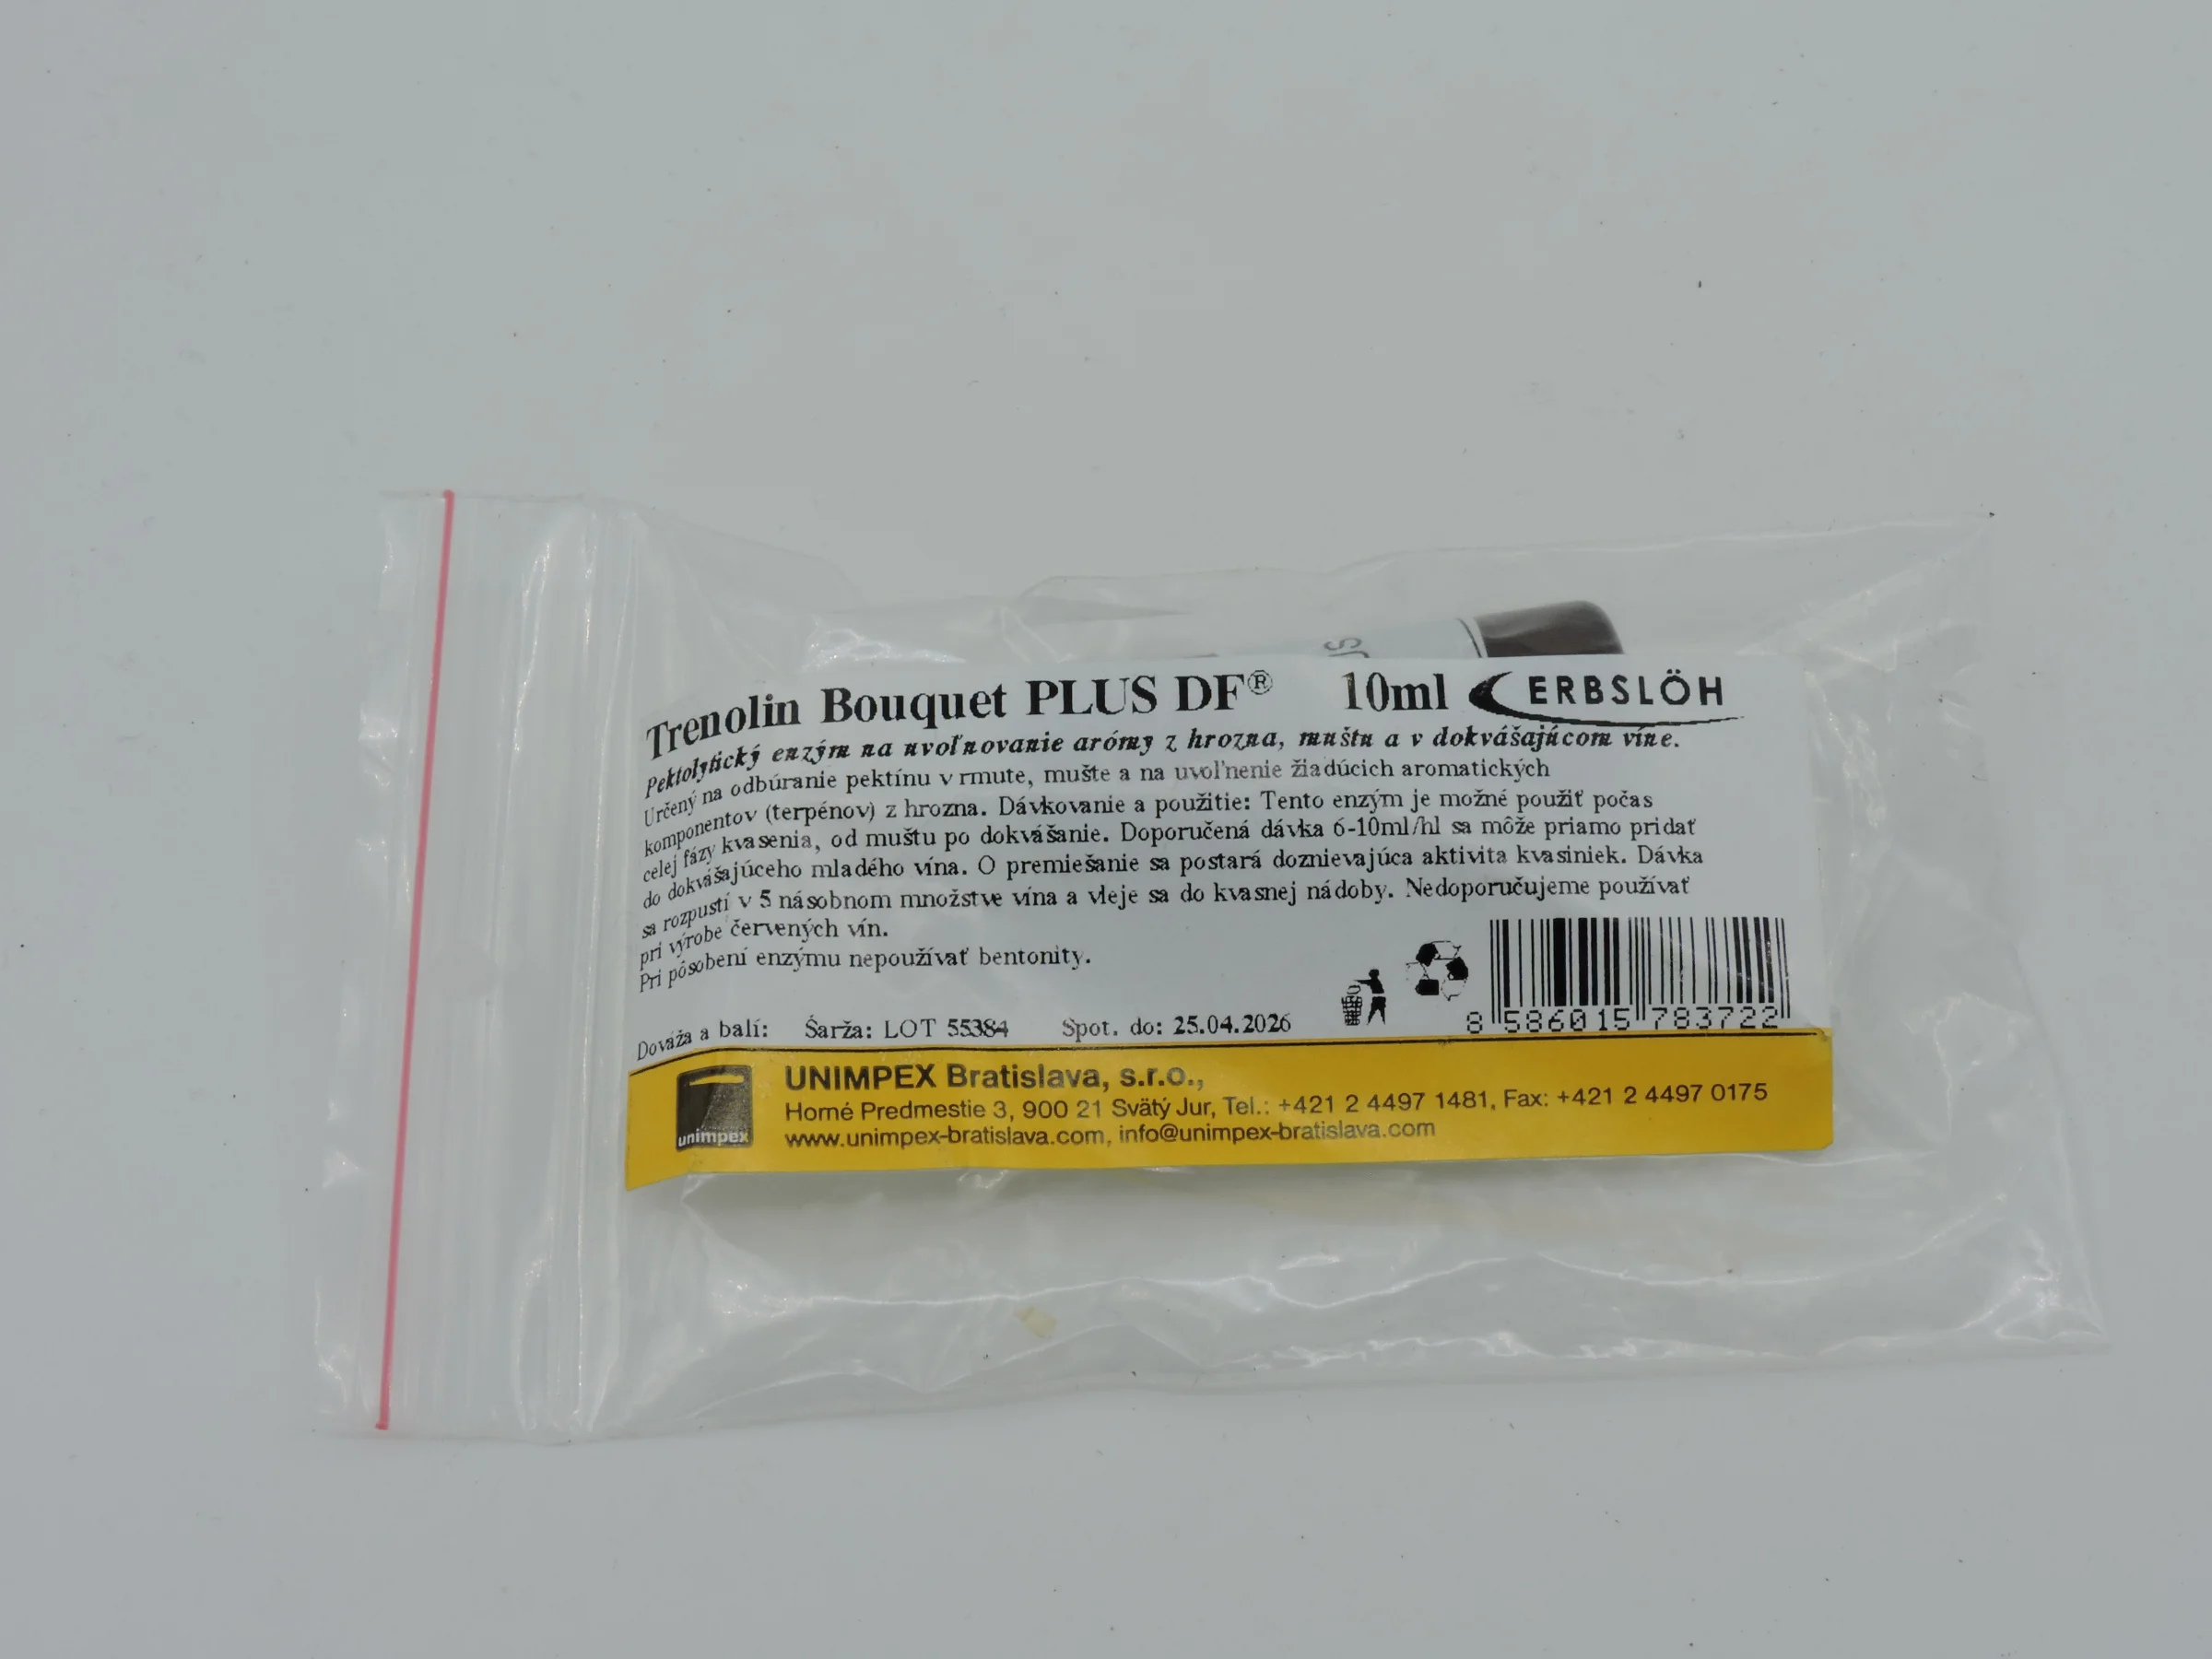 Trenolin Bouquet PLUS DF® 10ml ERBSLÖH
Pektolytický enzým na uvoľnovanie arómy z hrozna, muštu a v dokvášajúcom víne.
Určený na odbúranie pektínu v rmute, mušte a na uvoľnenie žiadúcich aromatických
komponentov (terpénov) z hrozna. Dávkovanie a použitie: Tento enzým je možné použiť počas
celej fázy kvasenia, od muštu po dokvášanie. Doporučená dávka 6-10ml/hl sa môže priamo pridať
do dokvášajúceho mladého vína. O premiešanie sa postará doznievajúca aktivita kvasiniek. Dávka
sa rozpustí v 5 násobnom množstve vína a vleje sa do kvasnej nádoby. Nedoporučujeme používať
pri výrobe červených vín.
Pri pôsobení enzýmu nepoužívať bentonity.
Dováža a balí: Šarža: LOT 55384 Spot. do: 25.04.2026
8 586015 783722
UNIMPEX Bratislava, s.r.o.,
Horné Predmestie 3, 900 21 Svätý Jur, Tel.: +421 2 4497 1481, Fax: +421 2 4497 0175
unimpex www.unimpex-bratislava.com, info@unimpex-bratislava.com